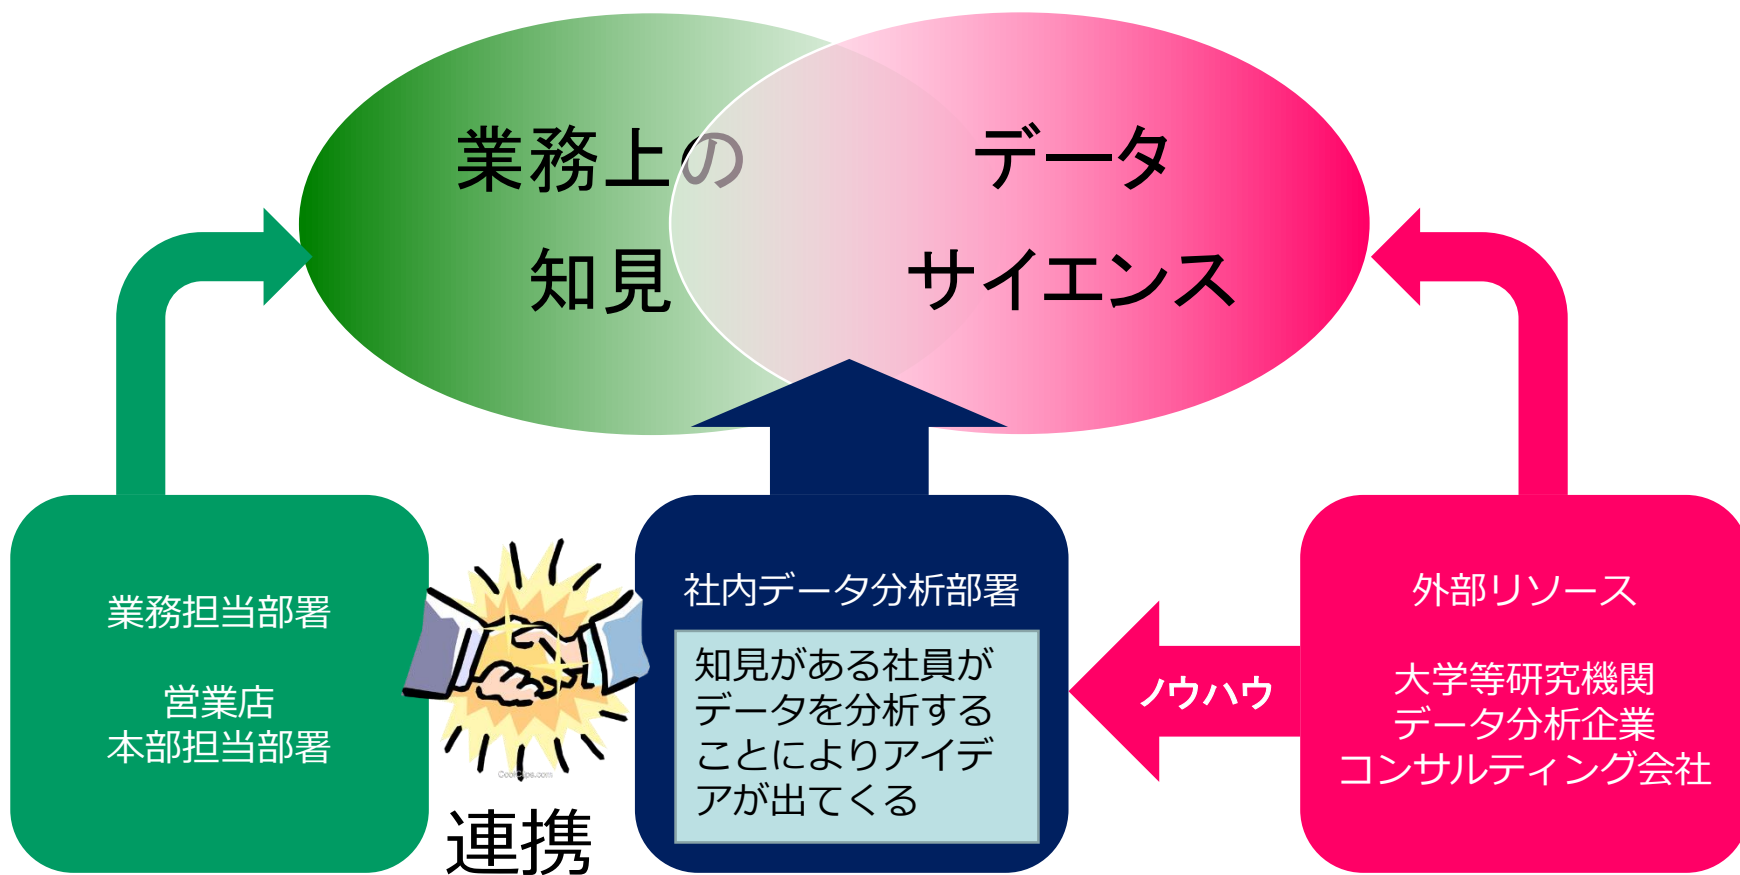 業務上の
知見
データ
サイエンス
業務担当部署
営業店
本部担当部署
CoolClips.com
連携
社内データ分析部署
知見がある社員が
データを分析する
ことによりアイデ
アが出てくる
ノウハウ
外部リソース
大学等研究機関
データ分析企業
コンサルティング会社